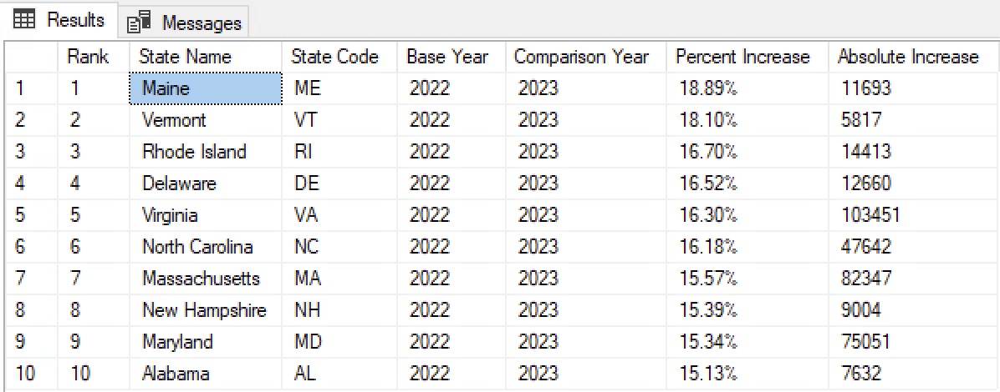 Results Messages
Rank State Name State Code Base Year Comparison Year Percent Increase Absolute Increase
1 1 Maine ME 2022 2023 18.89% 11693
2 2 Vermont VT 2022 2023 18.10% 5817
3 3 Rhode Island RI 2022 2023 16.70% 14413
4 4 Delaware DE 2022 2023 16.52% 12660
5 5 Virginia VA 2022 2023 16.30% 103451
6 6 North Carolina NC 2022 2023 16.18% 47642
7 7 Massachusetts MA 2022 2023 15.57% 82347
8 8 New Hampshire NH 2022 2023 15.39% 9004
9 9 Maryland MD 2022 2023 15.34% 75051
10 10 Alabama AL 2022 2023 15.13% 7632